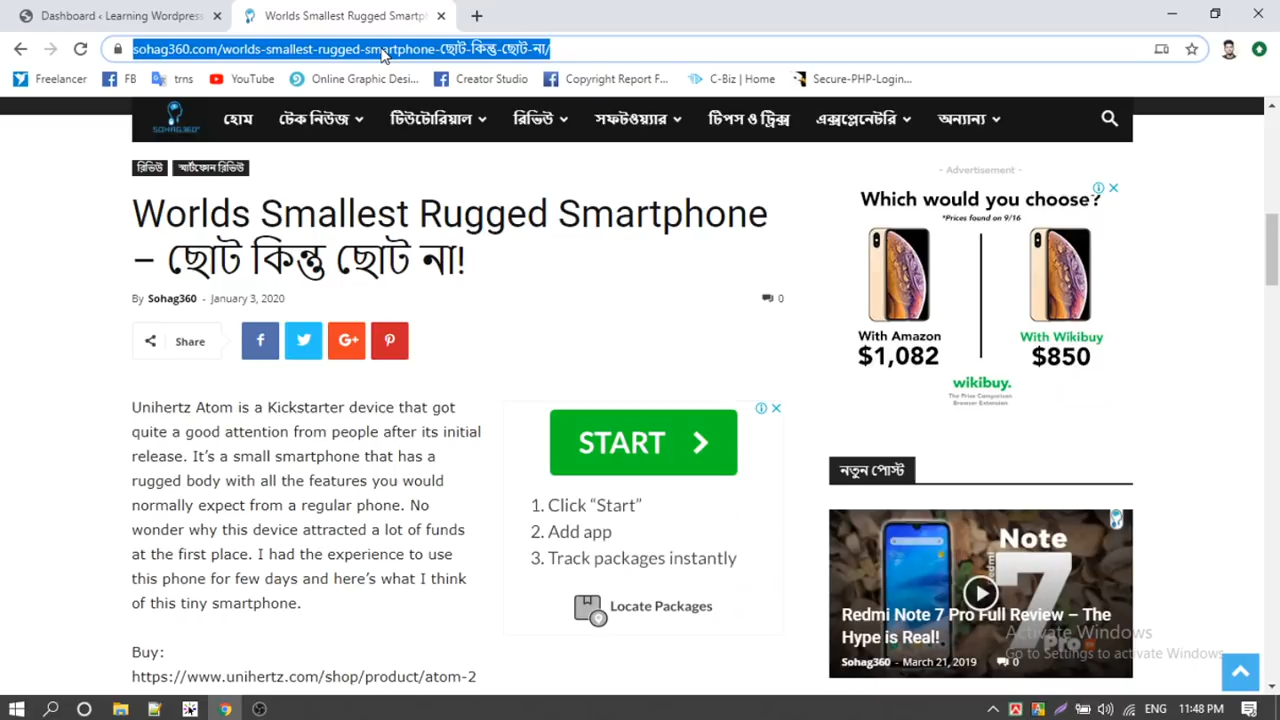 Dashboard ‹ Learning Wordpress
Worlds Smallest Rugged Smartph
sohag360.com/worlds-smallest-rugged-smartphone-ছোট-কিন্তু-ছোট-না/
Freelancer
FB
trns
YouTube
Online Graphic Desi...
Creator Studio
Copyright Report F...
C-Biz | Home
Secure-PHP-Login...
SOHAG360
হোম
টেক নিউজ
টিউটোরিয়াল
রিভিউ
সফটওয়্যার
টিপস ও ট্রিক্স
এক্সপ্লেনেটরি
অন্যান্য
রিভিউ
স্মার্টফোন রিভিউ
Worlds Smallest Rugged Smartphone
– ছোট কিন্তু ছোট না!
By Sohag360 - January 3, 2020
0
Share
Unihertz Atom is a Kickstarter device that got
quite a good attention from people after its initial
release. It’s a small smartphone that has a
rugged body with all the features you would
normally expect from a regular phone. No
wonder why this device attracted a lot of funds
at the first place. I had the experience to use
this phone for few days and here’s what I think
of this tiny smartphone.
Buy:
https://www.unihertz.com/shop/product/atom-2
START
1. Click “Start”
2. Add app
3. Track packages instantly
Locate Packages
- Advertisement -
Which would you choose?
*Prices found on 9/16
With Amazon
$1,082
With Wikibuy
$850
wikibuy.
The Price Comparison
Browser Extension
নতুন পোস্ট
Note
7
Pro
Redmi Note 7 Pro Full Review – The
Hype is Real!
Sohag360 - March 21, 2019
0
Activate Windows
Go to Settings to activate Windows.
ENG
11:48 PM